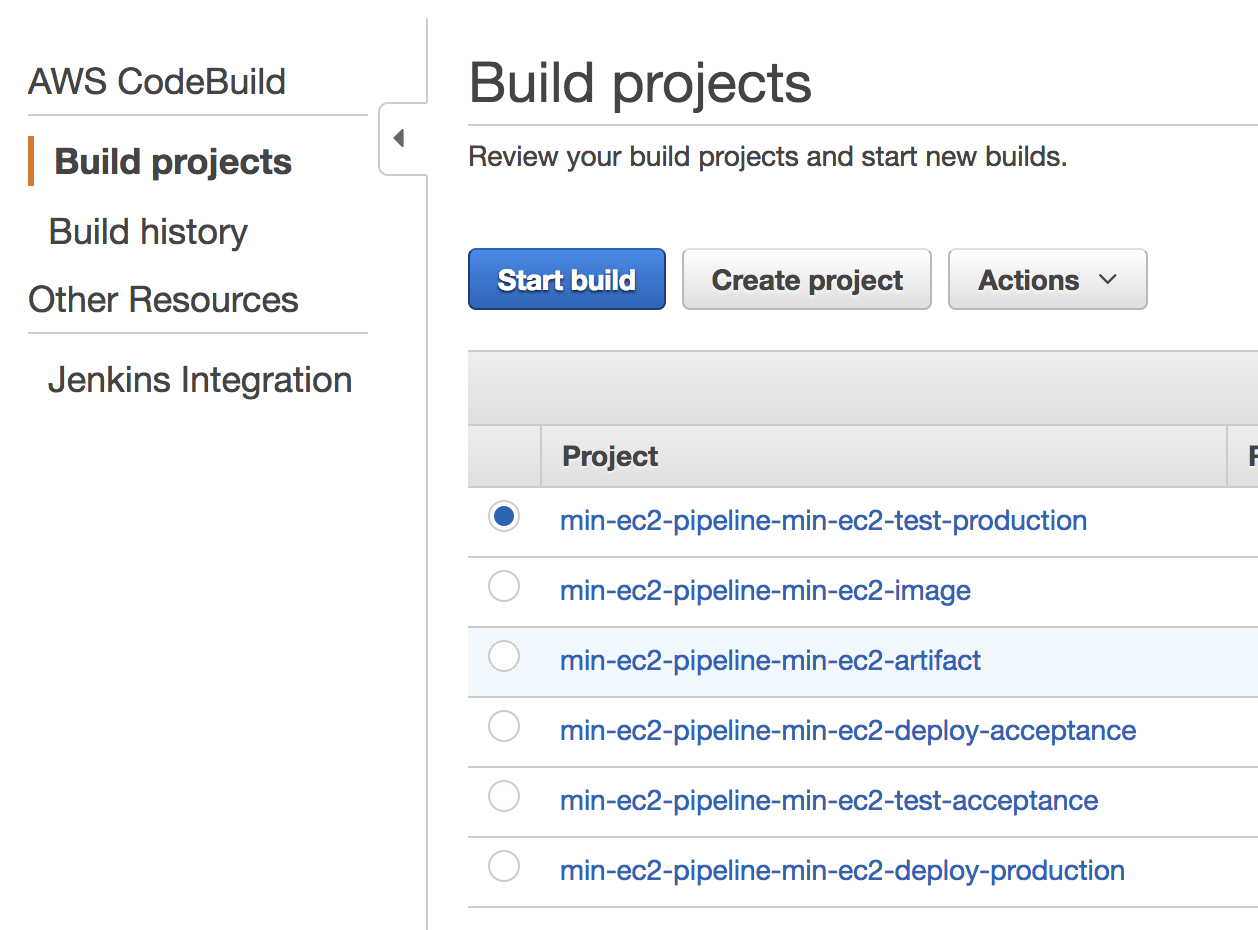 AWS CodeBuild
Build projects
Build history
Other Resources
Jenkins Integration
Build projects
Review your build projects and start new builds.
Start build
Create project
Actions
Project
min-ec2-pipeline-min-ec2-test-production
min-ec2-pipeline-min-ec2-image
min-ec2-pipeline-min-ec2-artifact
min-ec2-pipeline-min-ec2-deploy-acceptance
min-ec2-pipeline-min-ec2-test-acceptance
min-ec2-pipeline-min-ec2-deploy-production